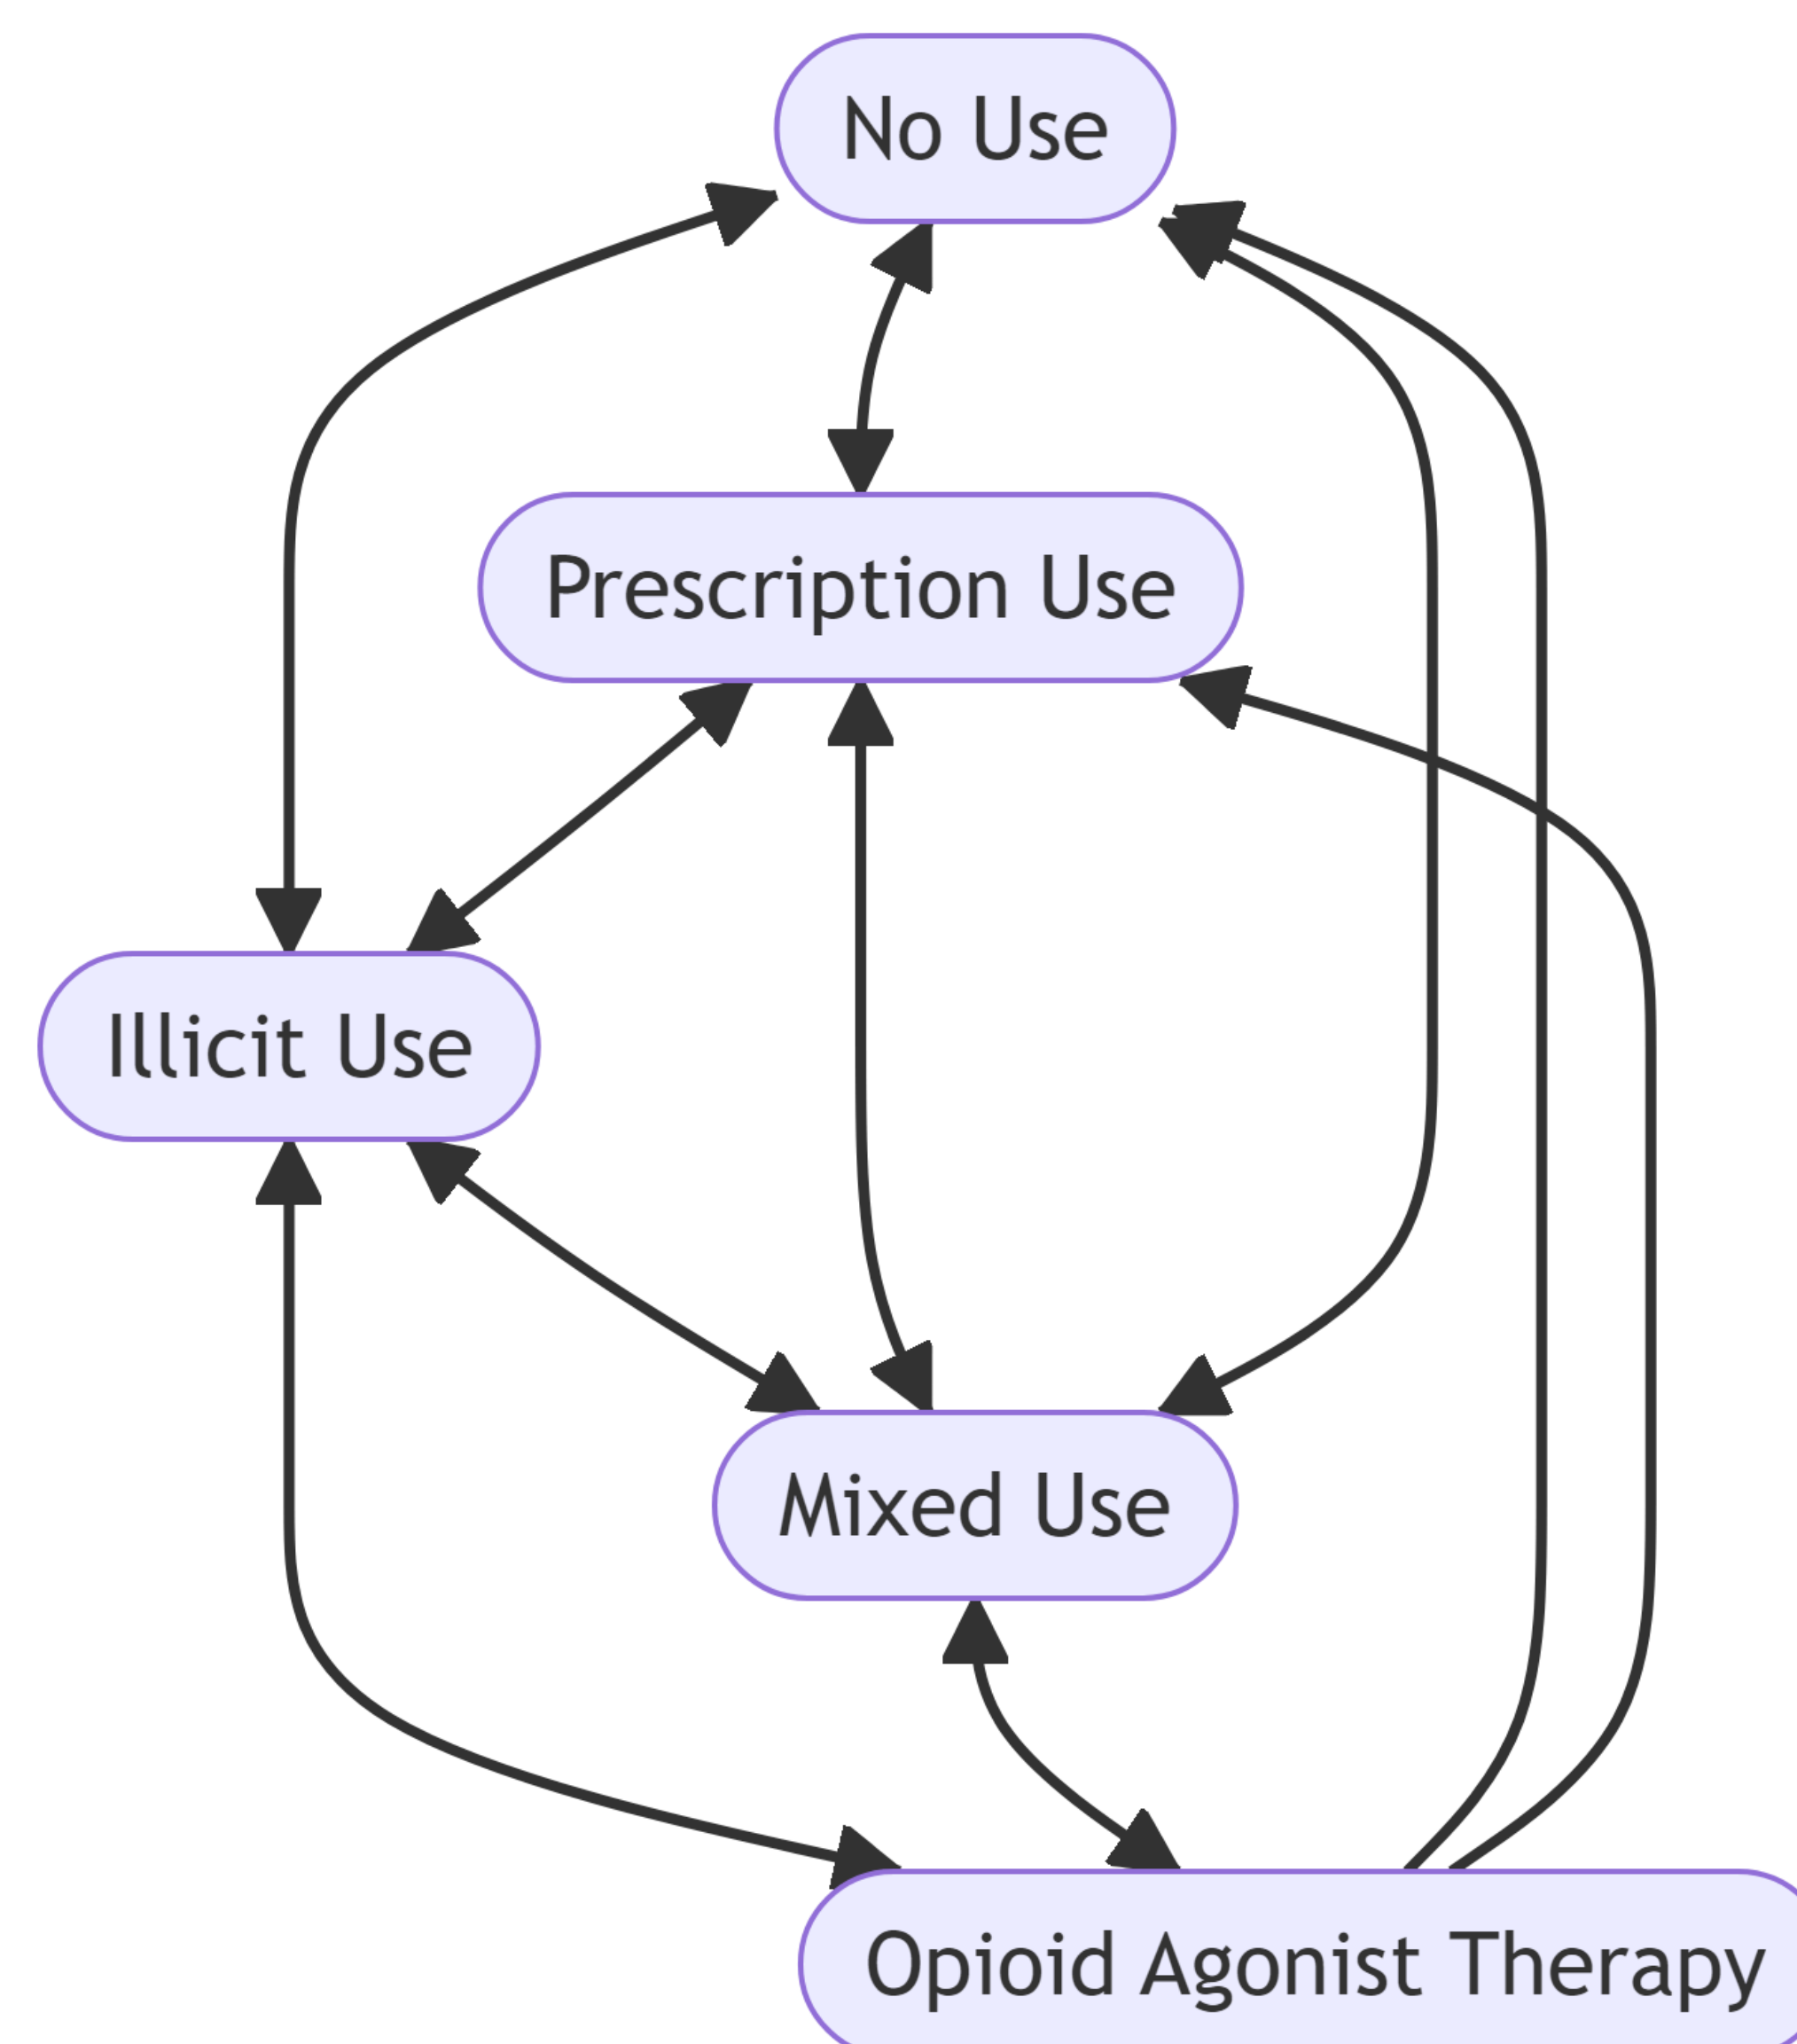 No Use
Prescription Use
Illicit Use
Mixed Use
Opioid Agonist Therapy